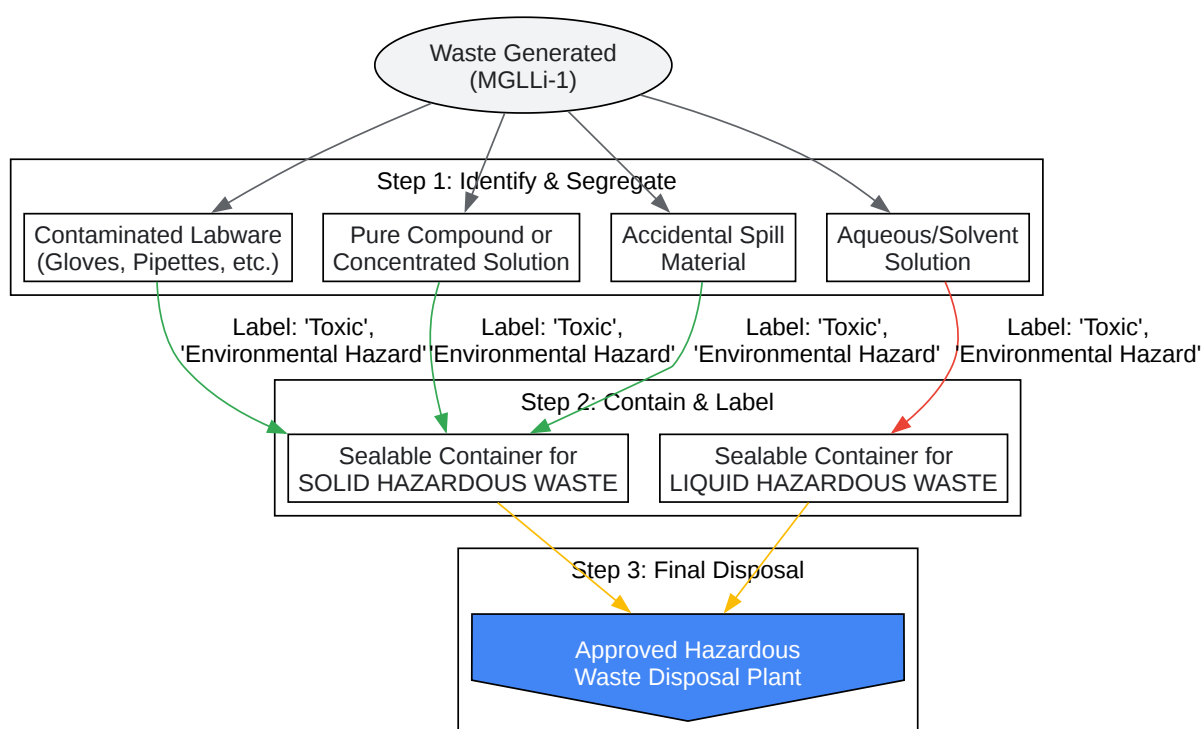 Waste Generated
(MGLLi-1)
Step 1: Identify & Segregate
Contaminated Labware
(Gloves, Pipettes, etc.)
Pure Compound or
Concentrated Solution
Accidental Spill
Material
Aqueous/Solvent
Solution
Label: 'Toxic',
'Environmental Hazard'
Label: 'Toxic',
'Environmental Hazard'
Label: 'Toxic',
'Environmental Hazard'
Label: 'Toxic',
'Environmental Hazard'
Step 2: Contain & Label
Sealable Container for
SOLID HAZARDOUS WASTE
Sealable Container for
LIQUID HAZARDOUS WASTE
Step 3: Final Disposal
Approved Hazardous
Waste Disposal Plant